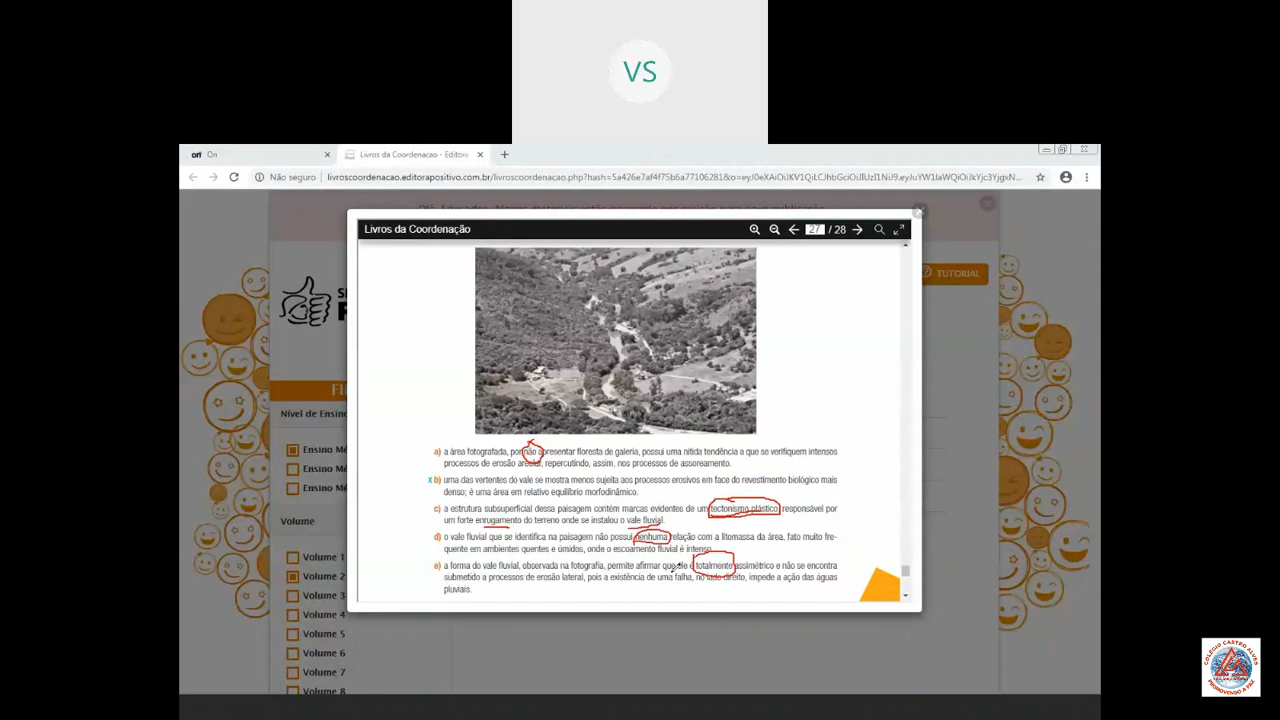 VS
ori On
Livros da Coordenacao - Editora
Não seguro
Livros da Coordenação
27 / 28
TUTORIAL
Nível de Ensino
Ensino Mé
Ensino Mé
Ensino Mé
Volume
Volume 1
Volume 2
Volume 3
Volume 4
Volume 5
Volume 6
Volume 7
Volume 8
a) a área fotografada, por não apresentar floresta de galeria, possui uma nítida tendência a que se verifiquem intensos
processos de erosão areolar, repercutindo, assim. nos processos de assoreamento.
X b) uma das vertentes do vale se mostra menos sujeita aos processos erosivos em face do revestimento biológico mais
denso; é uma área em relativo equilíbrio morfodinâmico.
c) a estrutura subsuperficial dessa paisagem contém marcas evidentes de um tectonismo plástico, responsável por
um forte enrugamento do terreno onde se instalou o vale fluvial.
d) o vale fluvial que se identifica na paisagem não possui nenhuma relação com a litomassa da área, fato muito fre-
quente em ambientes quentes e úmidos, onde o escoamento fluvial é intenso.
e) a forma do vale fluvial, observada na fotografia, permite afirmar que é totalmente assimétrico e não se encontra
submetido a processos de erosão lateral, pois a existência de uma falha, no lado direito, impede a ação das águas
pluviais.
COLÉGIO CASTRO ALVES
PROMOVENDO A PAZ